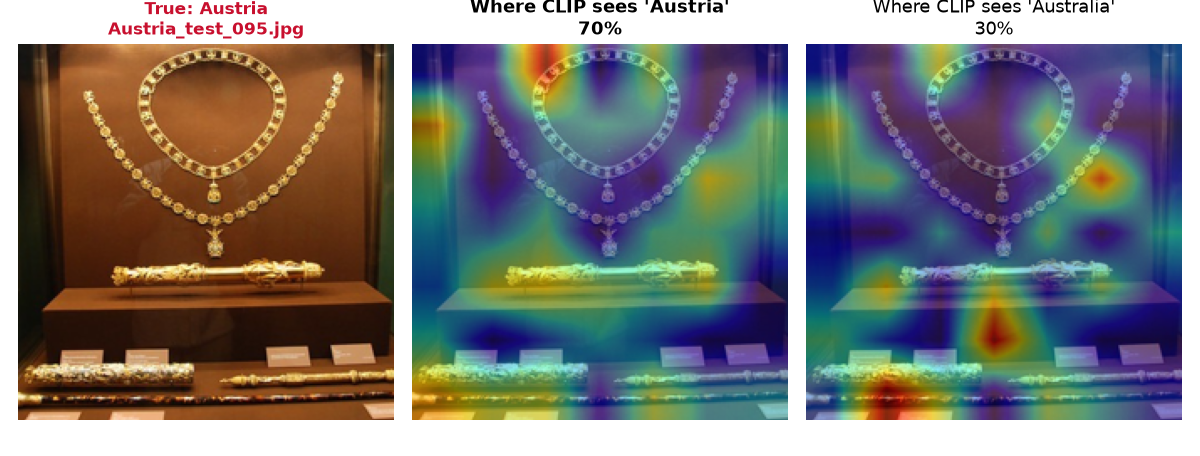 True: Austria
Austria_test_095.jpg
Where CLIP sees 'Austria'
70%
Where CLIP sees 'Australia'
30%